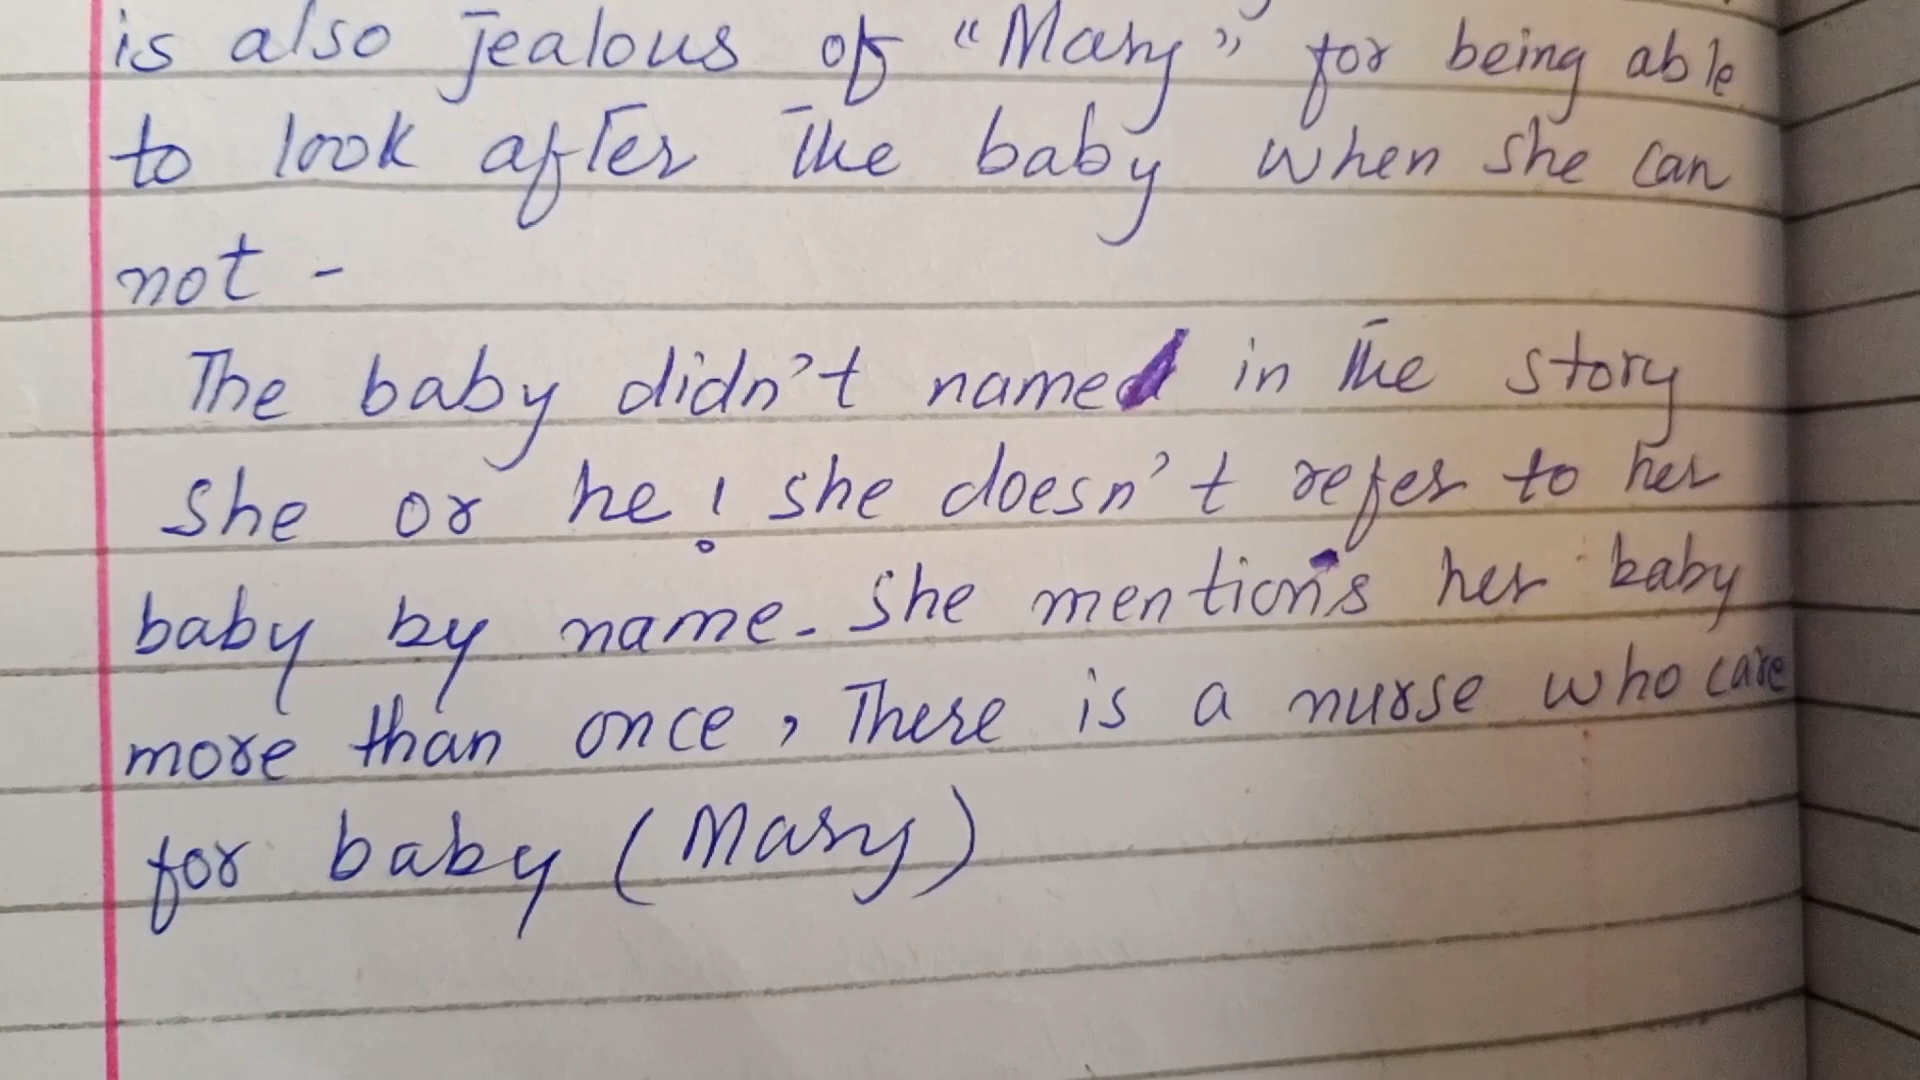 is also jealous of "Mary" for being able
to look after the baby when she can
not -
The baby didn't named in the story
She or he! she doesn't refer to her
baby by name. She mentions her baby
more than once, There is a nurse who care
for baby (Mary)